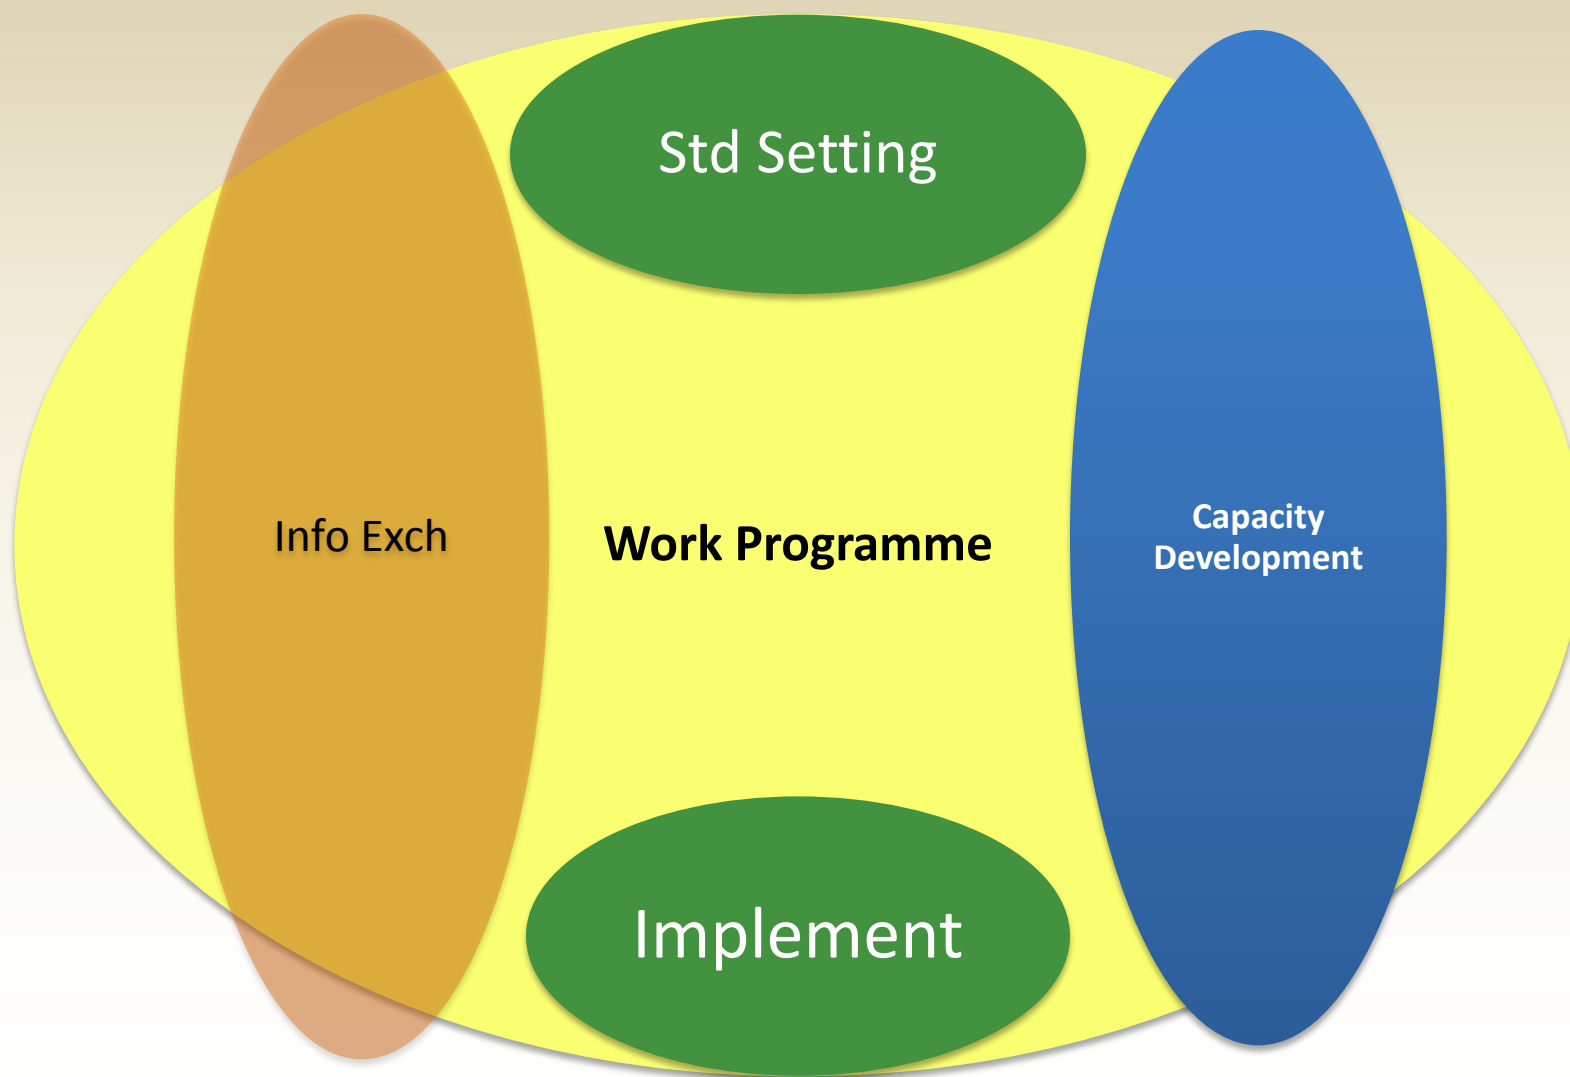 Std Setting
Info Exch
Work Programme
Capacity
Development
Implement